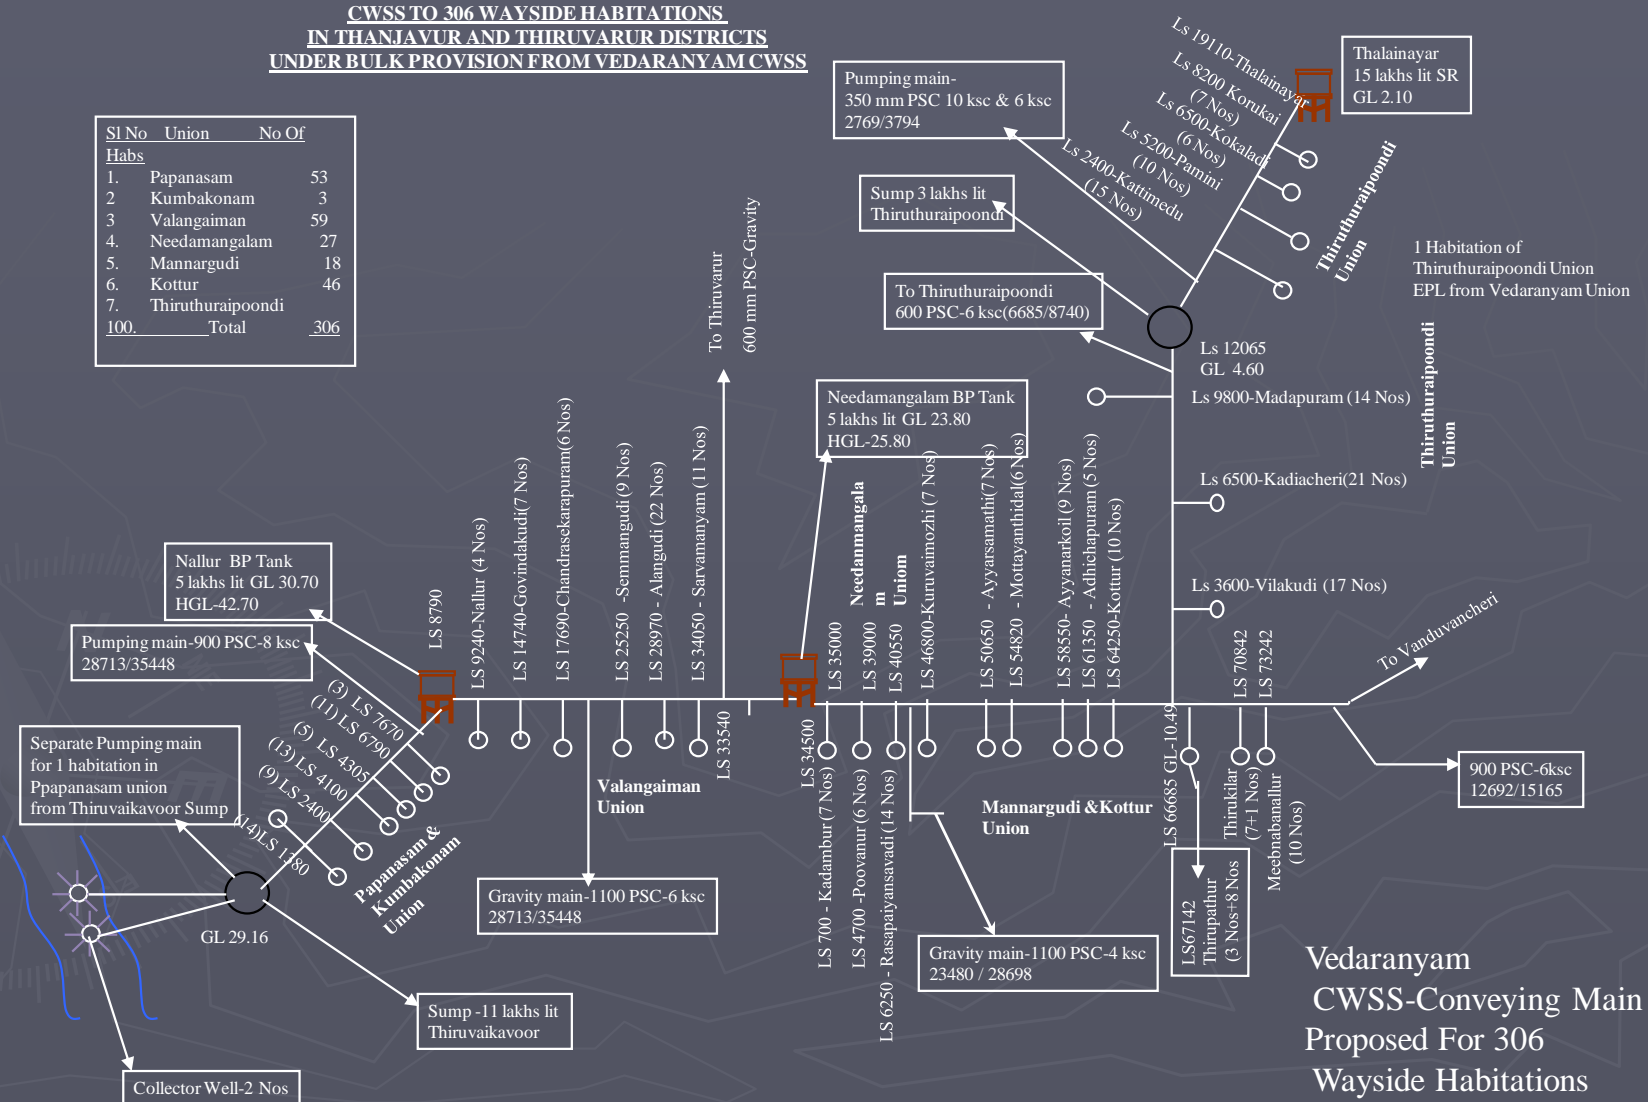 CWSS TO 306 WAYSIDE HABITATIONS
IN THANJAVUR AND THIRUVARUR DISTRICTS
UNDER BULK PROVISION FROM VEDARANYAM CWSS
Sl No Union No Of
Habs
1. Papanasam 53
2 Kumbakonam 3
3 Valangaiman 59
4. Needamangalam 27
5. Mannargudi 18
6. Kottur 46
7. Thiruthuraipoondi
100. Total 306
Pumping main-
350 mm PSC 10 ksc & 6 ksc
2769/3794
Sump 3 lakhs lit
Thiruthuraipoondi
To Thiruthuraipoondi
600 PSC-6 ksc(6685/8740)
Ls 19110-Thalainayar
Ls 8200 Korukai
(7 Nos)
Ls 6500-Kokaladi
(6 Nos)
Ls 5200-Pamini
(10 Nos)
Ls 2400-Kattimedu
(15 Nos)
Thalainayar
15 lakhs lit SR
GL 2.10
Thiruthuraipoondi
Union
1 Habitation of
Thiruthuraipoondi Union
EPL from Vedaranyam Union
Ls 12065
GL 4.60
Ls 9800-Madapuram (14 Nos)
Thiruthuraipoondi
Union
Ls 6500-Kadiacheri(21 Nos)
Ls 3600-Vilakudi (17 Nos)
To Thiruvarur
600 mm PSC-Gravity
Needamangalam BP Tank
5 lakhs lit GL 23.80
HGL-25.80
Nallur BP Tank
5 lakhs lit GL 30.70
HGL-42.70
Pumping main-900 PSC-8 ksc
28713/35448
LS 8790
LS 9240-Nallur (4 Nos)
LS 14740-Govindakudi(7 Nos)
LS 17690-Chandrasekarapuram(6 Nos)
LS 25250 -Semmangudi (9 Nos)
LS 28970 - Alangudi (22 Nos)
LS 34050 - Sarvamanyam (11 Nos)
LS 33540
LS 34500
LS 35000
LS 39000
LS 40550
Needanmangala
m
Uniom
LS 46800-Kuruvaimozhi (7 Nos)
LS 50650 - Ayyarsamathi(7 Nos)
LS 54820 - Mottayanthidal(6 Nos)
LS 58550- Ayyanarkoil (9 Nos)
LS 61350 - Adhichapuram (5 Nos)
LS 64250-Kottur (10 Nos)
LS 66685 GL-10.49
LS 70842
LS 73242
To Vanduvancheri
(3) LS 7670
(11) LS 6790
(5) LS 4305
(13) LS 4100
(9) LS 2400
(14)LS 1380
Separate Pumping main
for 1 habitation in
Ppapanasam union
from Thiruvaikavoor Sump
Papanasam &
Kumbakonam
Union
GL 29.16
Sump -11 lakhs lit
Thiruvaikavoor
Collector Well-2 Nos
Valangaiman
Union
Gravity main-1100 PSC-6 ksc
28713/35448
LS 700 - Kadambur (7 Nos)
LS 4700 -Poovanur (6 Nos)
LS 6250 - Rasapaiyansavadi (14 Nos)
Mannargudi &Kottur
Union
Gravity main-1100 PSC-4 ksc
23480 / 28698
LS67142
Thirupathur
(3 Nos+8 Nos
Thirukilar
(7+1 Nos)
Meebnabanallur
(10 Nos)
900 PSC-6ksc
12692/15165
Vedaranyam
CWSS-Conveying Main
Proposed For 306
Wayside Habitations